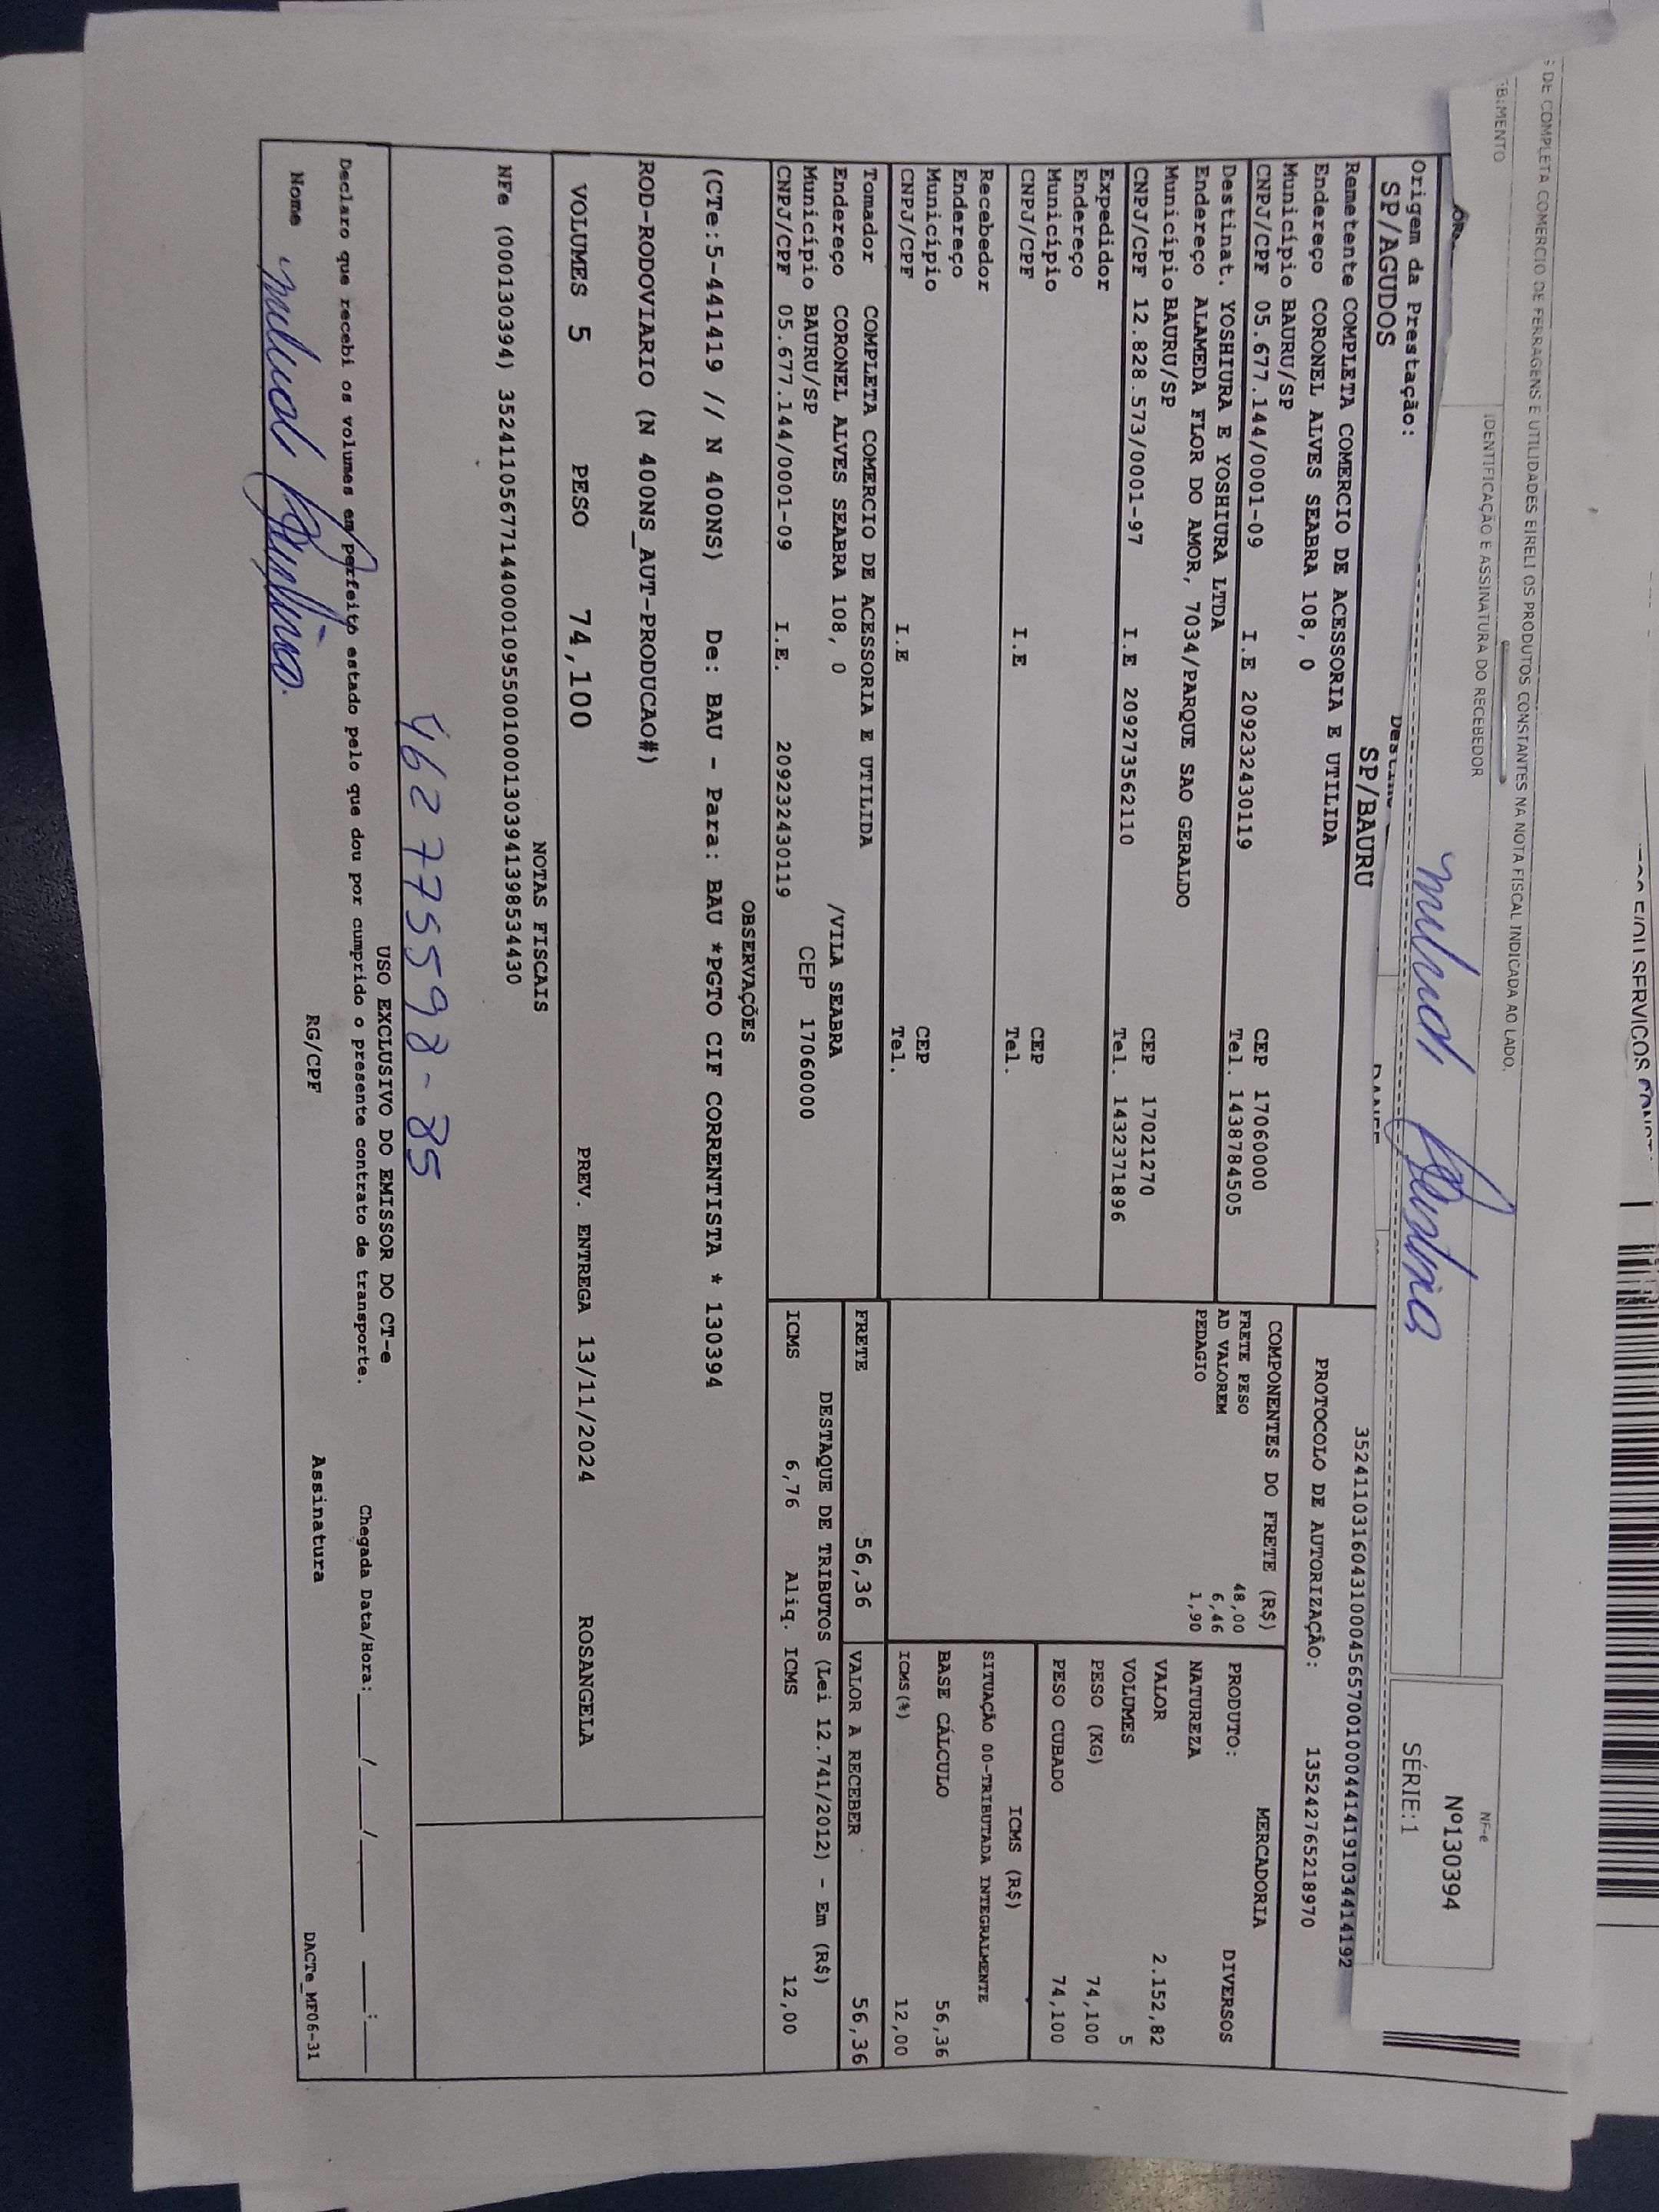 S DE COMPLETA COMERCIO DE FERRAGENS E UTILIDADES EIRELI OS PRODUTOS CONSTANTES NA NOTA FISCAL INDICADA AO LADO.
IDENTIFICAÇÃO E ASSINATURA DO RECEBEDOR
NF-e
Nº130394
SÉRIE:1
Origem da Prestação:
SP/AGUDOS
SP/BAURU
35241103160431000456570010004414191034414192
PROTOCOLO DE AUTORIZAÇÃO: 135242765218970
Remetente COMPLETA COMERCIO DE ACESSORIA E UTILIDA
Endereço CORONEL ALVES SEABRA 108, 0
Município BAURU/SP CEP 17060000
CNPJ/CPF 05.677.144/0001-09 I.E 209232430119 Tel. 1438784505
Destinat. YOSHIURA E YOSHIURA LTDA
Endereço ALAMEDA FLOR DO AMOR, 7034/PARQUE SAO GERALDO
Município BAURU/SP CEP 17021270
CNPJ/CPF 12.828.573/0001-97 I.E 209273562110 Tel. 1432371896
Expedidor
Endereço
Município CEP
CNPJ/CPF I.E Tel.
Recebedor
Endereço
Município CEP
CNPJ/CPF I.E Tel.
Tomador COMPLETA COMERCIO DE ACESSORIA E UTILIDA
Endereço CORONEL ALVES SEABRA 108, 0 /VILA SEABRA
Município BAURU/SP CEP 17060000
CNPJ/CPF 05.677.144/0001-09 I.E. 209232430119
COMPONENTES DO FRETE (R$)
FRETE PESO 48,00
AD VALOREM 6,46
PEDAGIO 1,90
MERCADORIA
PRODUTO: DIVERSOS
NATUREZA
VALOR 2.152,82
VOLUMES 5
PESO (KG) 74,100
PESO CUBADO 74,100
ICMS (R$)
SITUAÇÃO 00-TRIBUTADA INTEGRALMENTE
BASE CÁLCULO 56,36
ICMS(%) 12,00
FRETE 56,36 VALOR A RECEBER 56,36
DESTAQUE DE TRIBUTOS (Lei 12.741/2012) - Em (R$)
ICMS 6,76 Aliq. ICMS 12,00
OBSERVAÇÕES
(CTe:5-441419 // N 400NS) De: BAU - Para: BAU *PGTO CIF CORRENTISTA * 130394
ROD-RODOVIARIO (N 400NS_AUT-PRODUCAO#)
VOLUMES 5 PESO 74,100 PREV. ENTREGA 13/11/2024 ROSANGELA
NOTAS FISCAIS
NFe (000130394) 35241105677144000109550010001303941398534430
USO EXCLUSIVO DO EMISSOR DO CT-e
Declaro que recebi os volumes em perfeito estado pelo que dou por cumprido o presente contrato de transporte. Chegada Data/Hora:____/____/______ ___:___
Nome RG/CPF Assinatura
DACTe_MF06-31